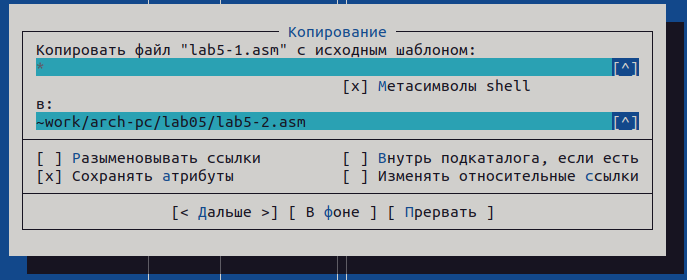 Копирование
Копировать файл "lab5-1.asm" с исходным шаблоном:
* [^]
[x] Метасимволы shell
в:
~work/arch-pc/lab05/lab5-2.asm [^]
[ ] Разыменовывать ссылки [ ] Внутрь подкаталога, если есть
[x] Сохранять атрибуты [ ] Изменять относительные ссылки
[< Дальше >] [ В фоне ] [ Прервать ]